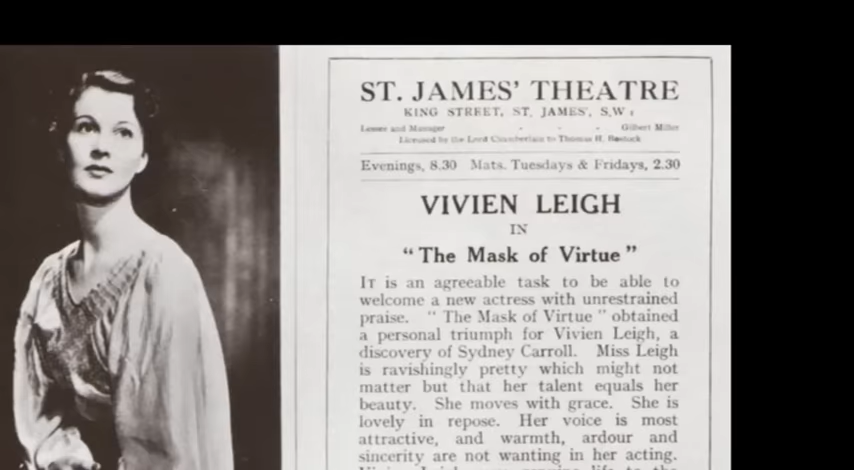 ST. JAMES' THEATRE
KING STREET, ST. JAMES', S.W.
Lessee and Manager - - - Gilbert Miller
Licensed by the Lord Chamberlain to Thomas H. Bostock
Evenings, 8.30 Mats. Tuesdays & Fridays, 2.30
VIVIEN LEIGH
IN
“The Mask of Virtue”
IT is an agreeable task to be able to
welcome a new actress with unrestrained
praise. “The Mask of Virtue” obtained
a personal triumph for Vivien Leigh, a
discovery of Sydney Carroll. Miss Leigh
is ravishingly pretty which might not
matter but that her talent equals her
beauty. She moves with grace. She is
lovely in repose. Her voice is most
attractive, and warmth, ardour and
sincerity are not wanting in her acting.